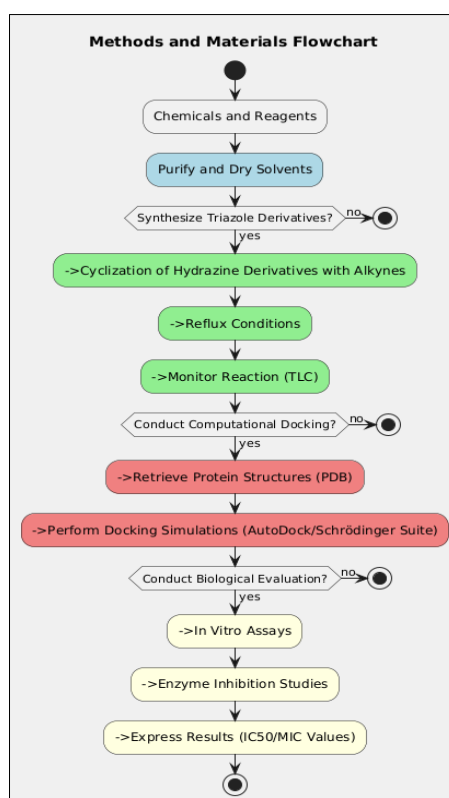 Methods and Materials Flowchart
Chemicals and Reagents
Purify and Dry Solvents
Synthesize Triazole Derivatives?
no
yes
->Cyclization of Hydrazine Derivatives with Alkynes
->Reflux Conditions
->Monitor Reaction (TLC)
Conduct Computational Docking?
no
yes
->Retrieve Protein Structures (PDB)
->Perform Docking Simulations (AutoDock/Schrödinger Suite)
Conduct Biological Evaluation?
no
yes
->In Vitro Assays
->Enzyme Inhibition Studies
->Express Results (IC50/MIC Values)